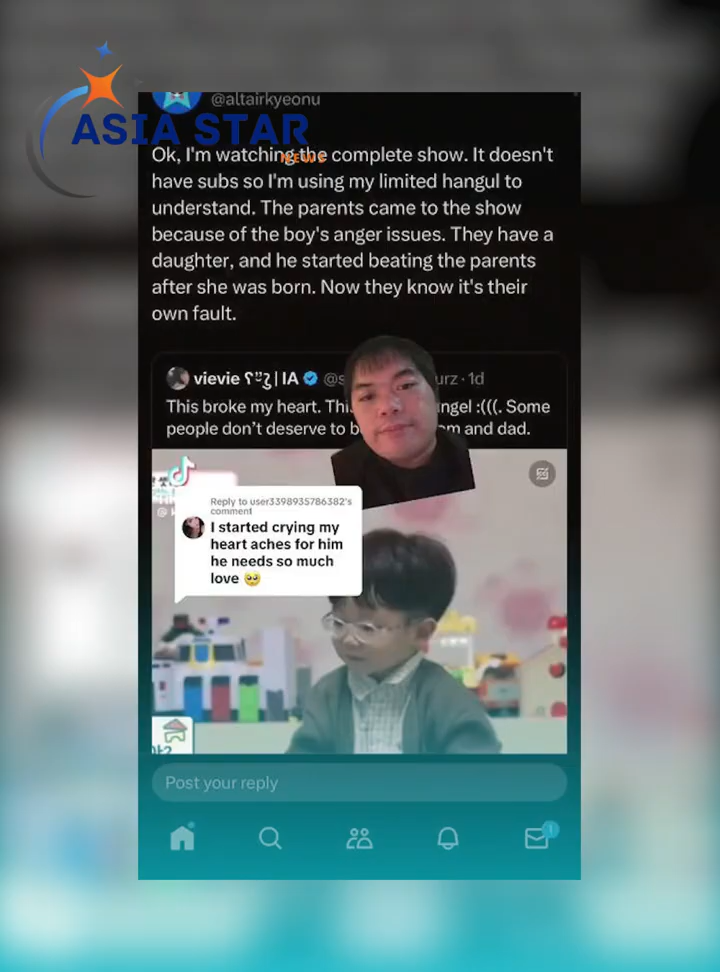 ASIA STAR
NEWS
@altairkyeonu
Ok, I'm watching the complete show. It doesn't
have subs so I'm using my limited hangul to
understand. The parents came to the show
because of the boy's anger issues. They have a
daughter, and he started beating the parents
after she was born. Now they know it's their
own fault.
vievie | IA @s urz · 1d
This broke my heart. ngel :(((. Some
people don't deserve to b m and dad.
Reply to user3398935786382's
comment
I started crying my
heart aches for him
he needs so much
love 🥺
Post your reply
1